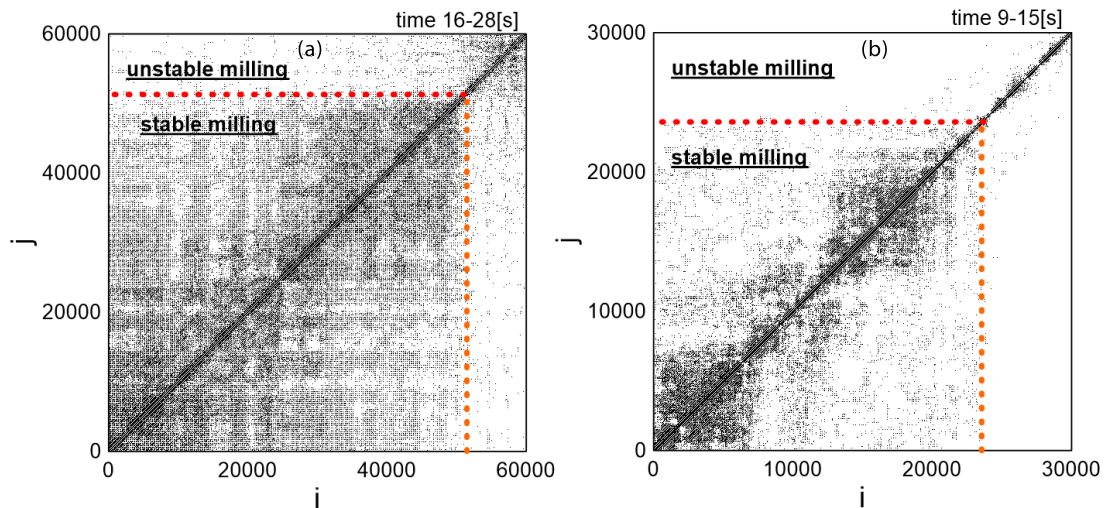 time 16-28[s]
60000
(a)
unstable milling
stable milling
40000
j
20000
0
0 20000 40000 60000
i
time 9-15[s]
30000
(b)
unstable milling
stable milling
20000
j
10000
0
0 10000 20000 30000
i